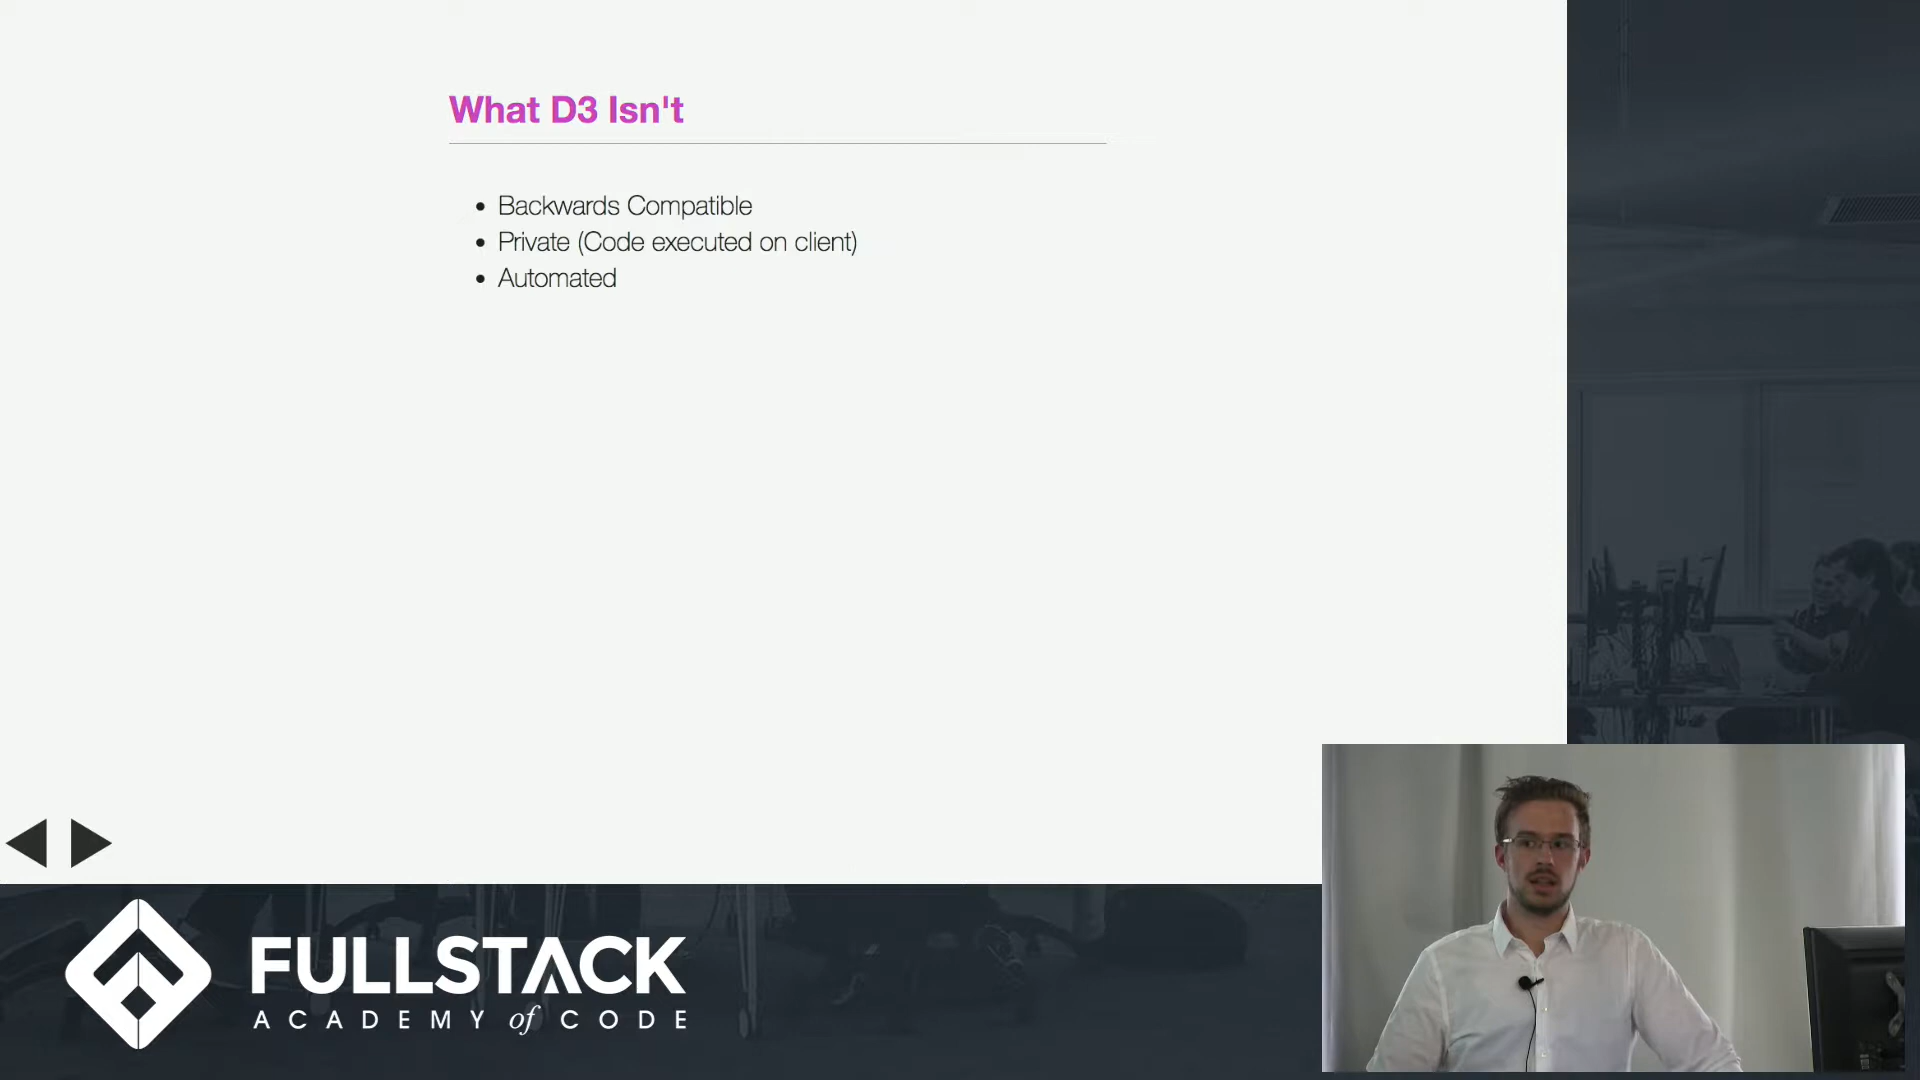 What D3 Isn't
Backwards Compatible
Private (Code executed on client)
Automated
FULLSTACK
ACADEMY of CODE